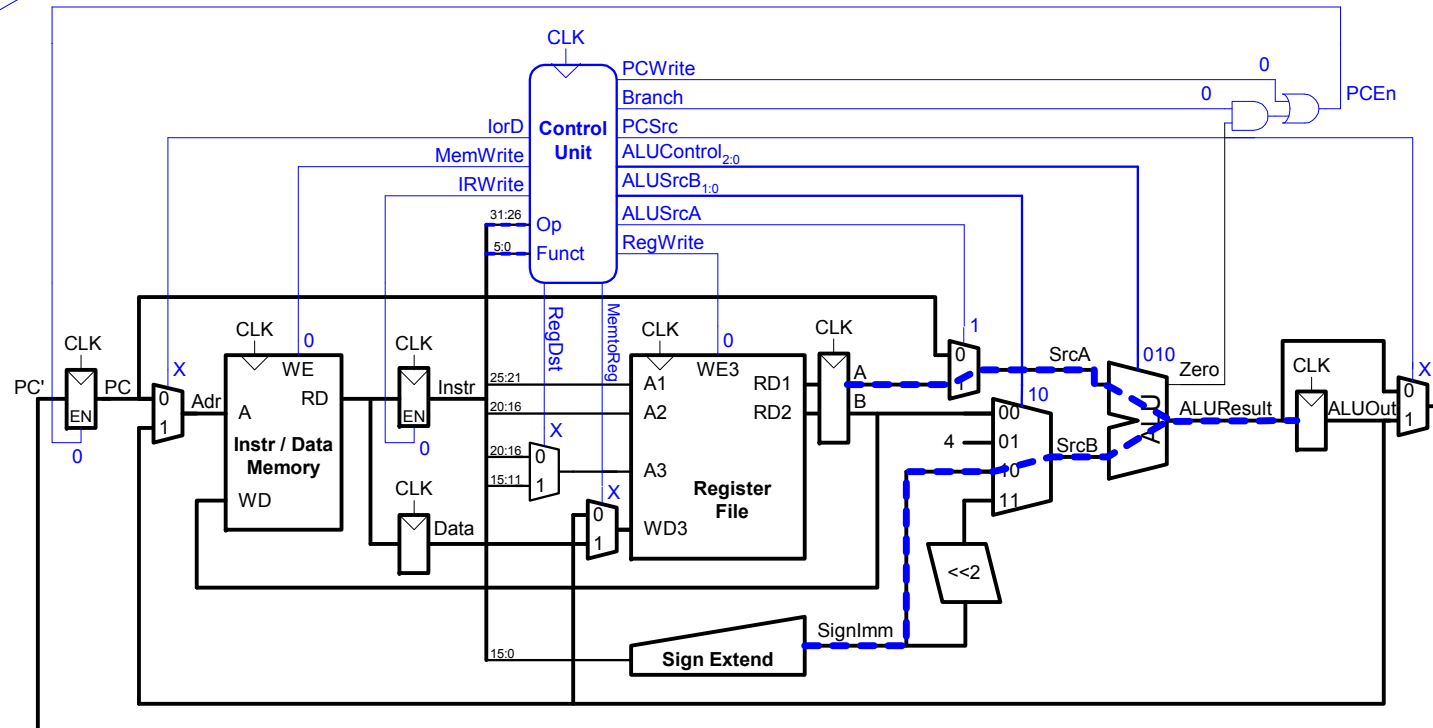 CLK
PCWrite
0
Branch
0
PCEn
IorD
Control
Unit
PCSrc
MemWrite
ALUControl2:0
IRWrite
ALUSrcB1:0
31:26
Op
ALUSrcA
5:0
Funct
RegWrite
RegDst
MemtoReg
CLK
X
CLK
0
CLK
CLK
0
CLK
1
SrcA
010
Zero
CLK
X
PC'
PC
EN
0
0
1
Adr
WE
A
RD
Instr / Data
Memory
WD
EN
0
Instr
25:21
20:16
20:16
15:11
X
0
1
A1
A2
A3
WD3
WE3
RD1
RD2
Register
File
A
B
0
1
10
00
01
10
11
4
SrcB
ALU
ALUResult
ALUOut
0
1
CLK
Data
X
0
1
<<2
SignImm
15:0
Sign Extend